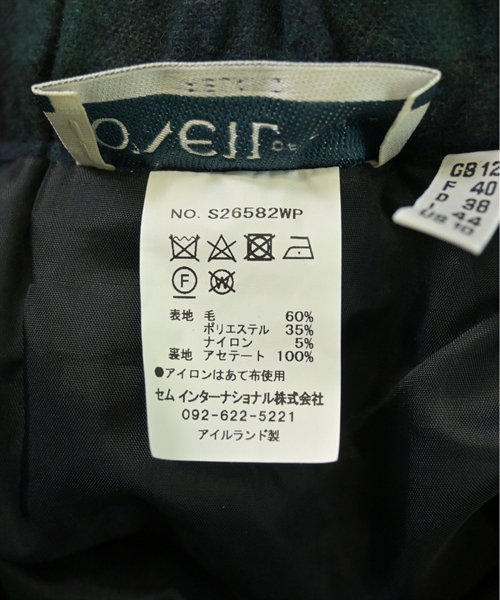 O'NEIL OF
GB 12
F 40
D 38
I 44
US 10
NO. S26582WP
F
W
表地 毛 60%
ポリエステル 35%
ナイロン 5%
裏地 アセテート 100%
●アイロンはあて布使用
セム インターナショナル株式会社
092-622-5221
アイルランド製